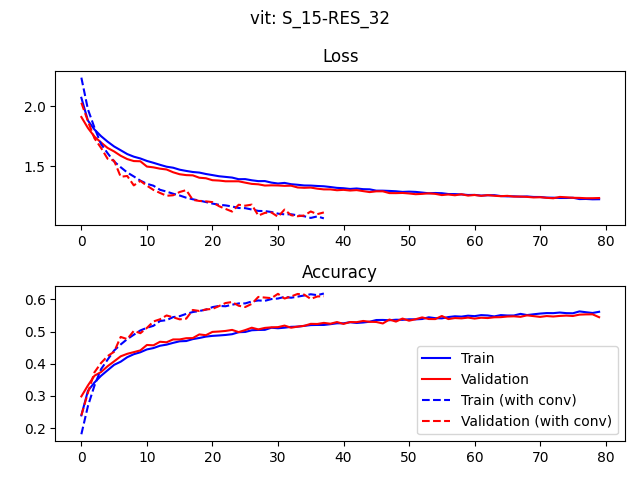 vit: S_15-RES_32
Loss
2.0
1.5
0 10 20 30 40 50 60 70 80
Accuracy
0.6
0.5
0.4
0.3
0.2
Train
Validation
Train (with conv)
Validation (with conv)
0 10 20 30 40 50 60 70 80